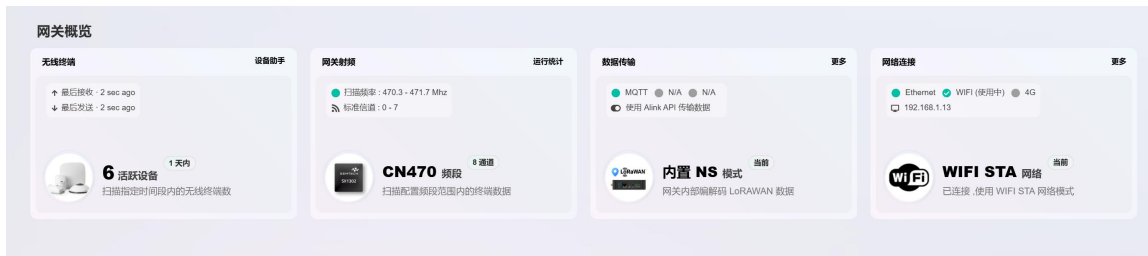 网关概览
无线终端 设备助手
最后接收 · 2 sec ago
最后发送 · 2 sec ago
1 天内
6 活跃设备
扫描指定时间段内的无线终端数
网关射频 运行统计
扫描频率 : 470.3 - 471.7 Mhz
标准信道 : 0 - 7
SEMTECH
SX1303
8 通道
CN470 频段
扫描配置频段范围内的终端数据
数据传输 更多
MQTT N/A N/A
使用 Alink API 传输数据
LoRaWAN
当前
内置 NS 模式
网关内部编解码 LoRAWAN 数据
网络连接 更多
Ethernet WIFI (使用中) 4G
192.168.1.13
WiFi
当前
WIFI STA 网络
已连接 ,使用 WIFI STA 网络模式